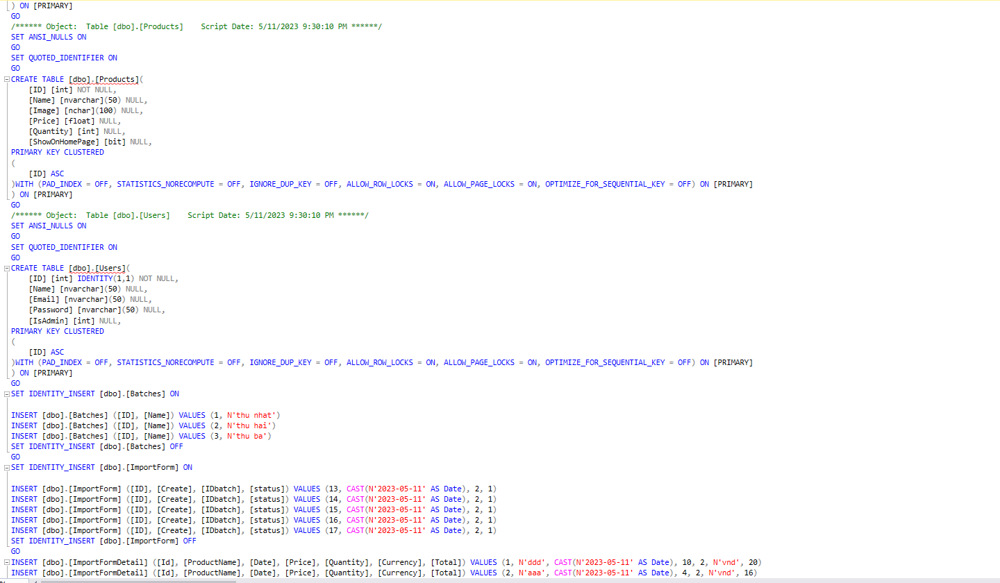 ) ON [PRIMARY]
GO
/****** Object:  Table [dbo].[Products]    Script Date: 5/11/2023 9:30:10 PM ******/
SET ANSI_NULLS ON
GO
SET QUOTED_IDENTIFIER ON
GO
CREATE TABLE [dbo].[Products](
    [ID] [int] NOT NULL,
    [Name] [nvarchar](50) NULL,
    [Image] [nchar](100) NULL,
    [Price] [float] NULL,
    [Quantity] [int] NULL,
    [ShowOnHomePage] [bit] NULL,
PRIMARY KEY CLUSTERED
(
    [ID] ASC
)WITH (PAD_INDEX = OFF, STATISTICS_NORECOMPUTE = OFF, IGNORE_DUP_KEY = OFF, ALLOW_ROW_LOCKS = ON, ALLOW_PAGE_LOCKS = ON, OPTIMIZE_FOR_SEQUENTIAL_KEY = OFF) ON [PRIMARY]
) ON [PRIMARY]
GO
/****** Object:  Table [dbo].[Users]    Script Date: 5/11/2023 9:30:10 PM ******/
SET ANSI_NULLS ON
GO
SET QUOTED_IDENTIFIER ON
GO
CREATE TABLE [dbo].[Users](
    [ID] [int] IDENTITY(1,1) NOT NULL,
    [Name] [nvarchar](50) NULL,
    [Email] [nvarchar](50) NULL,
    [Password] [nvarchar](50) NULL,
    [IsAdmin] [int] NULL,
PRIMARY KEY CLUSTERED
(
    [ID] ASC
)WITH (PAD_INDEX = OFF, STATISTICS_NORECOMPUTE = OFF, IGNORE_DUP_KEY = OFF, ALLOW_ROW_LOCKS = ON, ALLOW_PAGE_LOCKS = ON, OPTIMIZE_FOR_SEQUENTIAL_KEY = OFF) ON [PRIMARY]
) ON [PRIMARY]
GO
SET IDENTITY_INSERT [dbo].[Batches] ON
INSERT [dbo].[Batches] ([ID], [Name]) VALUES (1, N'thu nhat')
INSERT [dbo].[Batches] ([ID], [Name]) VALUES (2, N'thu hai')
INSERT [dbo].[Batches] ([ID], [Name]) VALUES (3, N'thu ba')
SET IDENTITY_INSERT [dbo].[Batches] OFF
GO
SET IDENTITY_INSERT [dbo].[ImportForm] ON
INSERT [dbo].[ImportForm] ([ID], [Create], [IDbatch], [status]) VALUES (13, CAST(N'2023-05-11' AS Date), 2, 1)
INSERT [dbo].[ImportForm] ([ID], [Create], [IDbatch], [status]) VALUES (14, CAST(N'2023-05-11' AS Date), 2, 1)
INSERT [dbo].[ImportForm] ([ID], [Create], [IDbatch], [status]) VALUES (15, CAST(N'2023-05-11' AS Date), 2, 1)
INSERT [dbo].[ImportForm] ([ID], [Create], [IDbatch], [status]) VALUES (16, CAST(N'2023-05-11' AS Date), 2, 1)
INSERT [dbo].[ImportForm] ([ID], [Create], [IDbatch], [status]) VALUES (17, CAST(N'2023-05-11' AS Date), 2, 1)
SET IDENTITY_INSERT [dbo].[ImportForm] OFF
GO
INSERT [dbo].[ImportFormDetail] ([Id], [ProductName], [Date], [Price], [Quantity], [Currency], [Total]) VALUES (1, N'ddd', CAST(N'2023-05-11' AS Date), 10, 2, N'vnd', 20)
INSERT [dbo].[ImportFormDetail] ([Id], [ProductName], [Date], [Price], [Quantity], [Currency], [Total]) VALUES (2, N'aaa', CAST(N'2023-05-11' AS Date), 4, 2, N'vnd', 16)